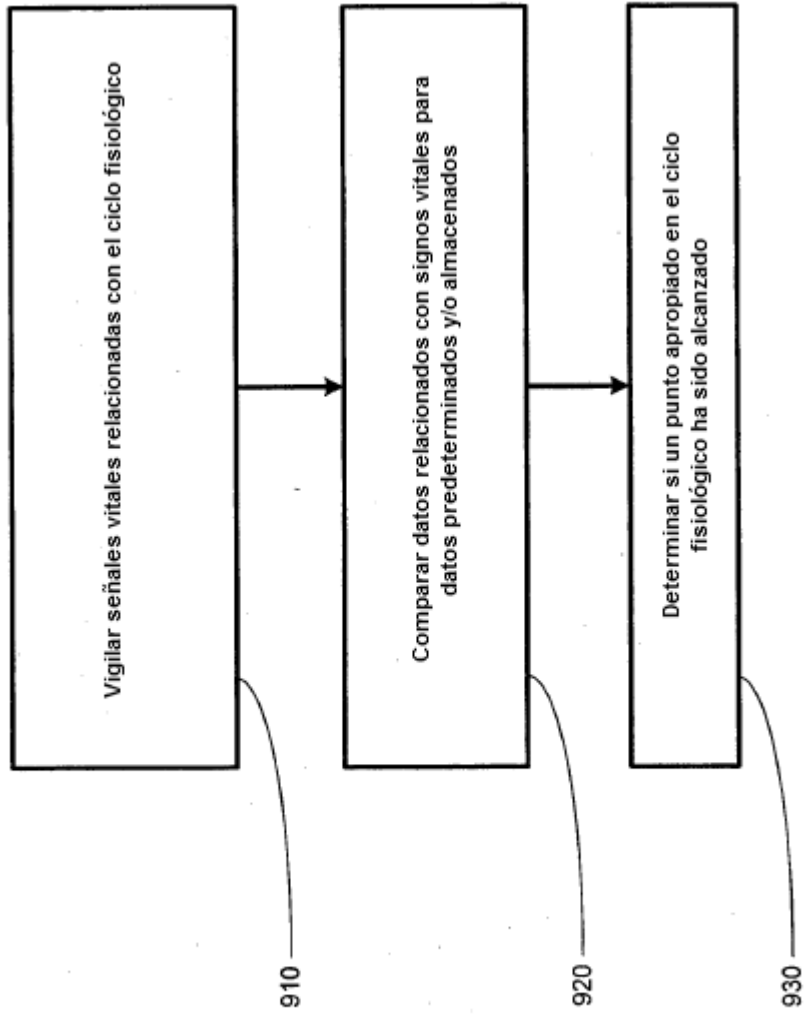 Vigilar señales vitales relacionadas con el ciclo fisiológico
910
Comparar datos relacionados con signos vitales para
datos predeterminados y/o almacenados
920
Determinar si un punto apropiado en el ciclo
fisiológico ha sido alcanzado
930